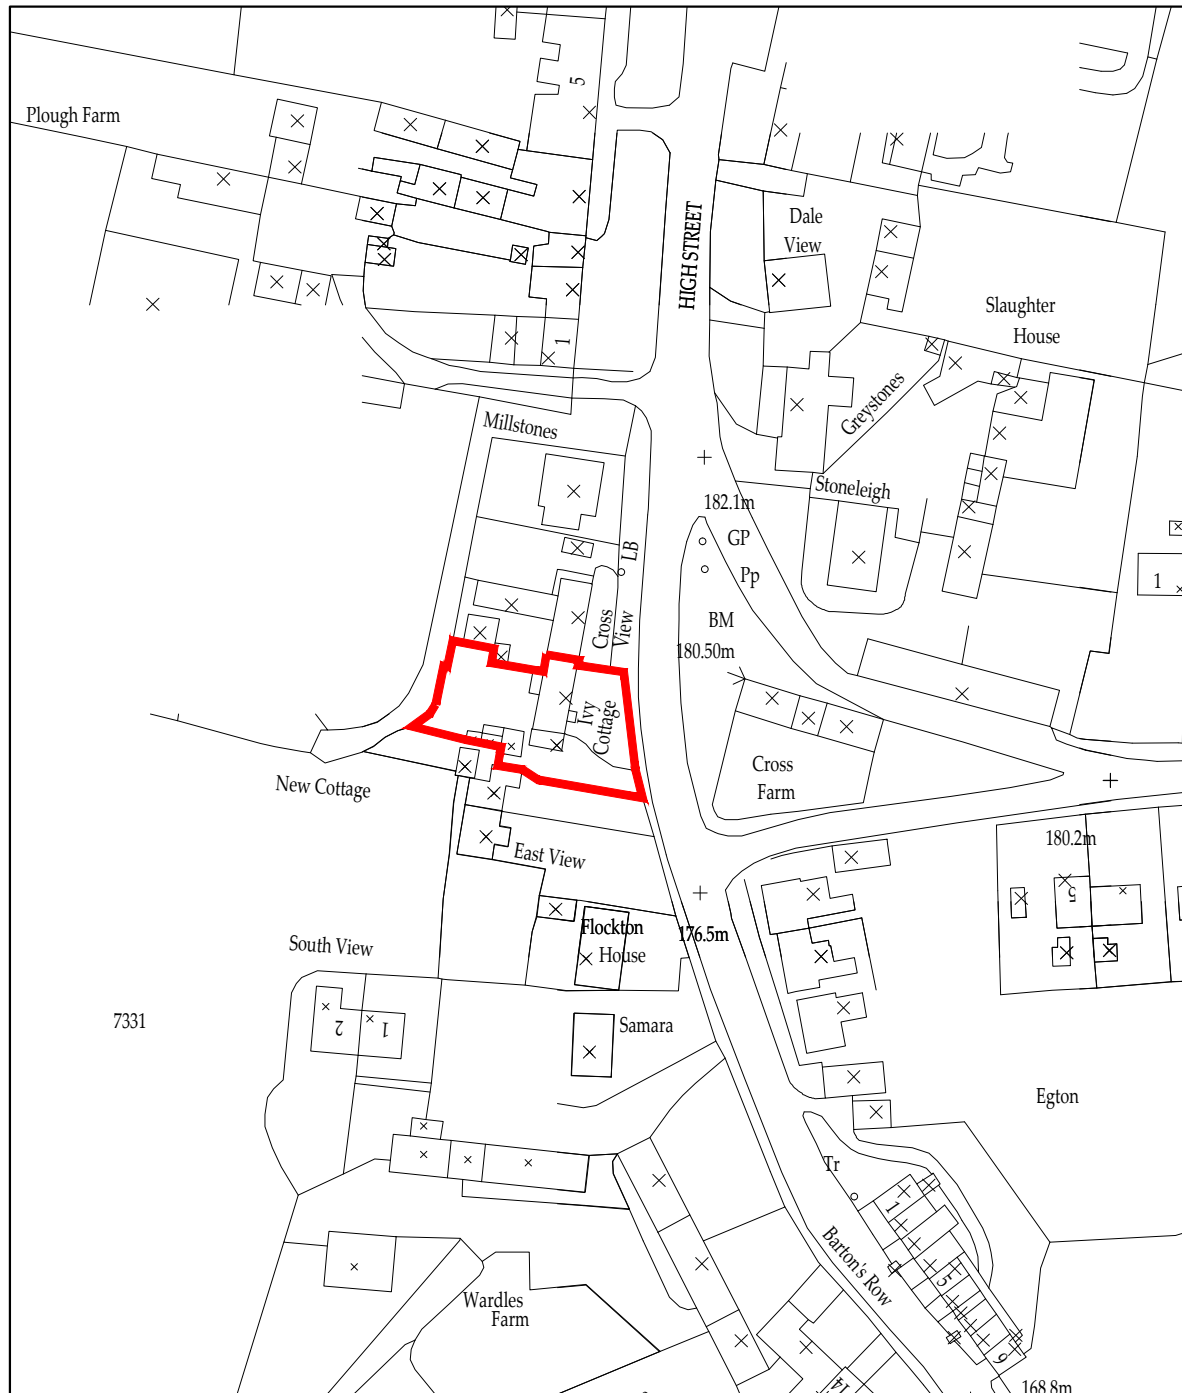 5
Plough Farm
HIGH STREET
Dale
View
Slaughter
House
1
Greystones
Millstones
Stoneleigh
182.1m
GP
LB
Pp
1
BM
Cross
View
180.50m
Ivy
Cottage
Cross
Farm
New Cottage
180.2m
East View
5
Flockton
House
176.5m
South View
7331
2
1
Samara
Egton
Tr
1
Barton's Row
5
Wardles
Farm
9
14
168.8m